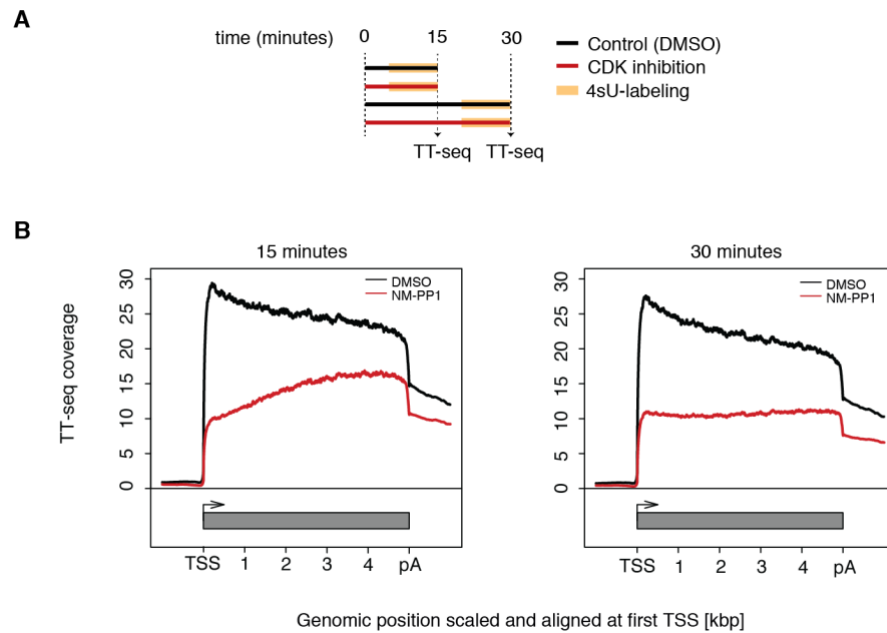 A
time (minutes) 0 15 30
Control (DMSO)
CDK inhibition
4sU-labeling
TT-seq TT-seq
B
15 minutes
TT-seq coverage
30
25
20
15
10
5
0
DMSO
NM-PP1
TSS 1 2 3 4 pA
30 minutes
30
25
20
15
10
5
0
DMSO
NM-PP1
TSS 1 2 3 4 pA
Genomic position scaled and aligned at first TSS [kbp]